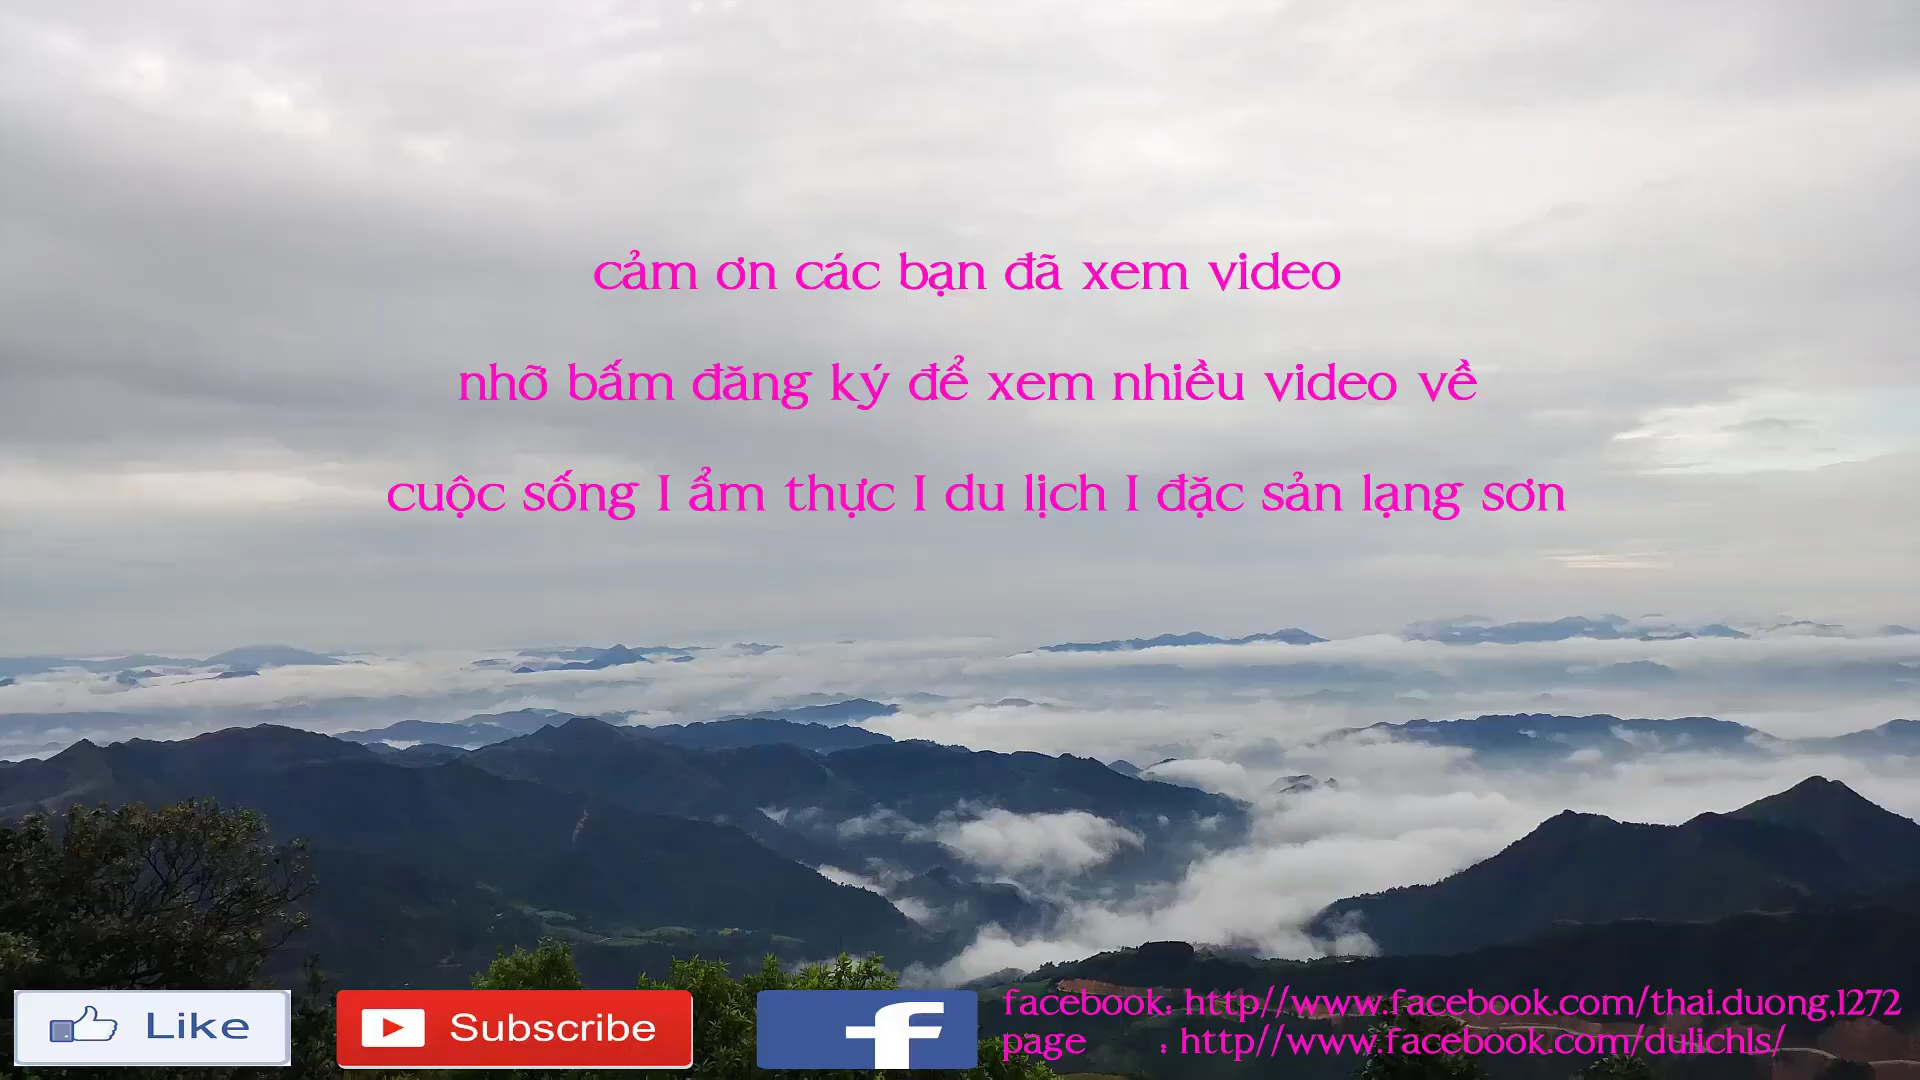 cảm ơn các bạn đã xem video
nhỡ bấm đăng ký để xem nhiều video về
cuộc sống I ẩm thực I du lịch I đặc sản lạng sơn
Like
Subscribe
f
facebook: http//www.facebook.com/thai.duong,1272
page : http//www.facebook.com/dulichls/